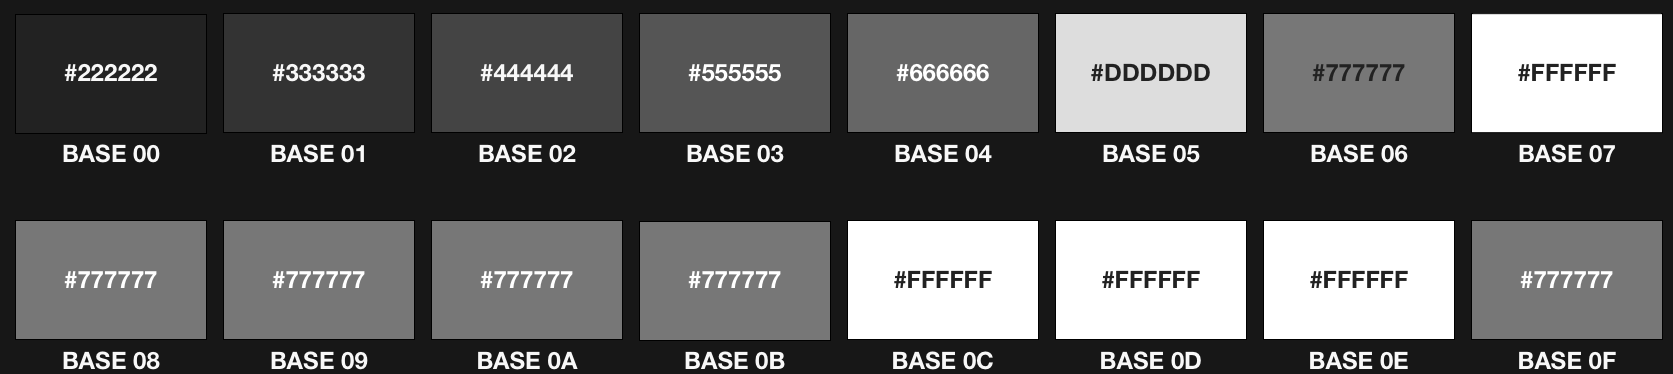 #222222 #333333 #444444 #555555 #666666 #DDDDDD #777777 #FFFFFF
BASE 00 BASE 01 BASE 02 BASE 03 BASE 04 BASE 05 BASE 06 BASE 07
#777777 #777777 #777777 #777777 #FFFFFF #FFFFFF #FFFFFF #777777
BASE 08 BASE 09 BASE 0A BASE 0B BASE 0C BASE 0D BASE 0E BASE 0F